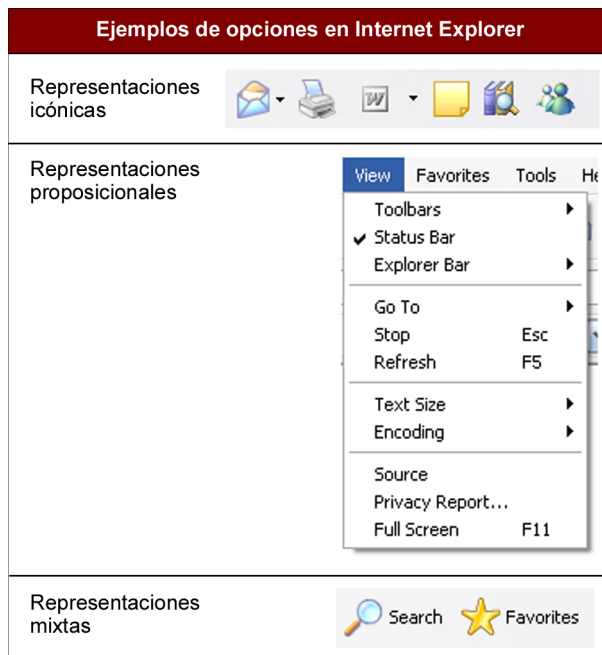 Ejemplos de opciones en Internet Explorer
Representaciones
icónicas
W
Representaciones
proposicionales
View Favorites Tools He
Toolbars
Status Bar
Explorer Bar
Go To
Stop Esc
Refresh F5
Text Size
Encoding
Source
Privacy Report...
Full Screen F11
Representaciones
mixtas
Search Favorites